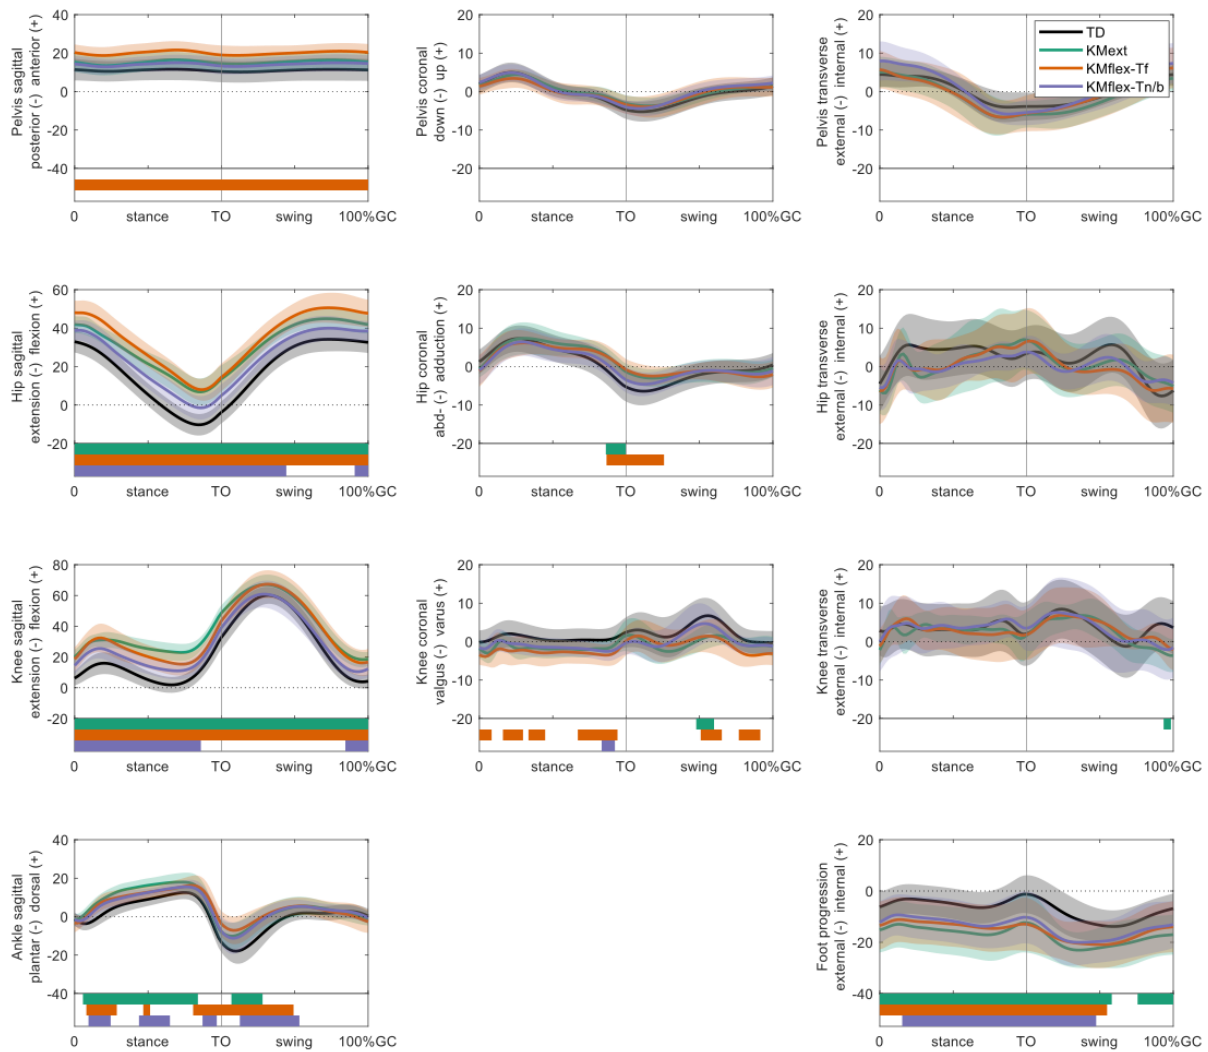 Pelvis sagittal
posterior (-) anterior (+)
40
20
0
-20
-40
0 stance TO swing 100%GC
Pelvis coronal
down (-) up (+)
20
10
0
-10
-20
0 stance TO swing 100%GC
Pelvis transverse
external (-) internal (+)
20
10
0
-10
-20
0 stance TO swing 100%GC
TD
KMext
KMflex-Tf
KMflex-Tn/b
Hip sagittal
extension (-) flexion (+)
60
40
20
0
-20
0 stance TO swing 100%GC
Hip coronal
abd- (-) adduction (+)
20
10
0
-10
-20
0 stance TO swing 100%GC
Hip transverse
external (-) internal (+)
20
10
0
-10
-20
0 stance TO swing 100%GC
Knee sagittal
extension (-) flexion (+)
80
60
40
20
0
-20
0 stance TO swing 100%GC
Knee coronal
valgus (-) varus (+)
20
10
0
-10
-20
0 stance TO swing 100%GC
Knee transverse
external (-) internal (+)
20
10
0
-10
-20
0 stance TO swing 100%GC
Ankle sagittal
plantar (-) dorsal (+)
40
20
0
-20
-40
0 stance TO swing 100%GC
Foot progression
external (-) internal (+)
20
0
-20
-40
0 stance TO swing 100%GC